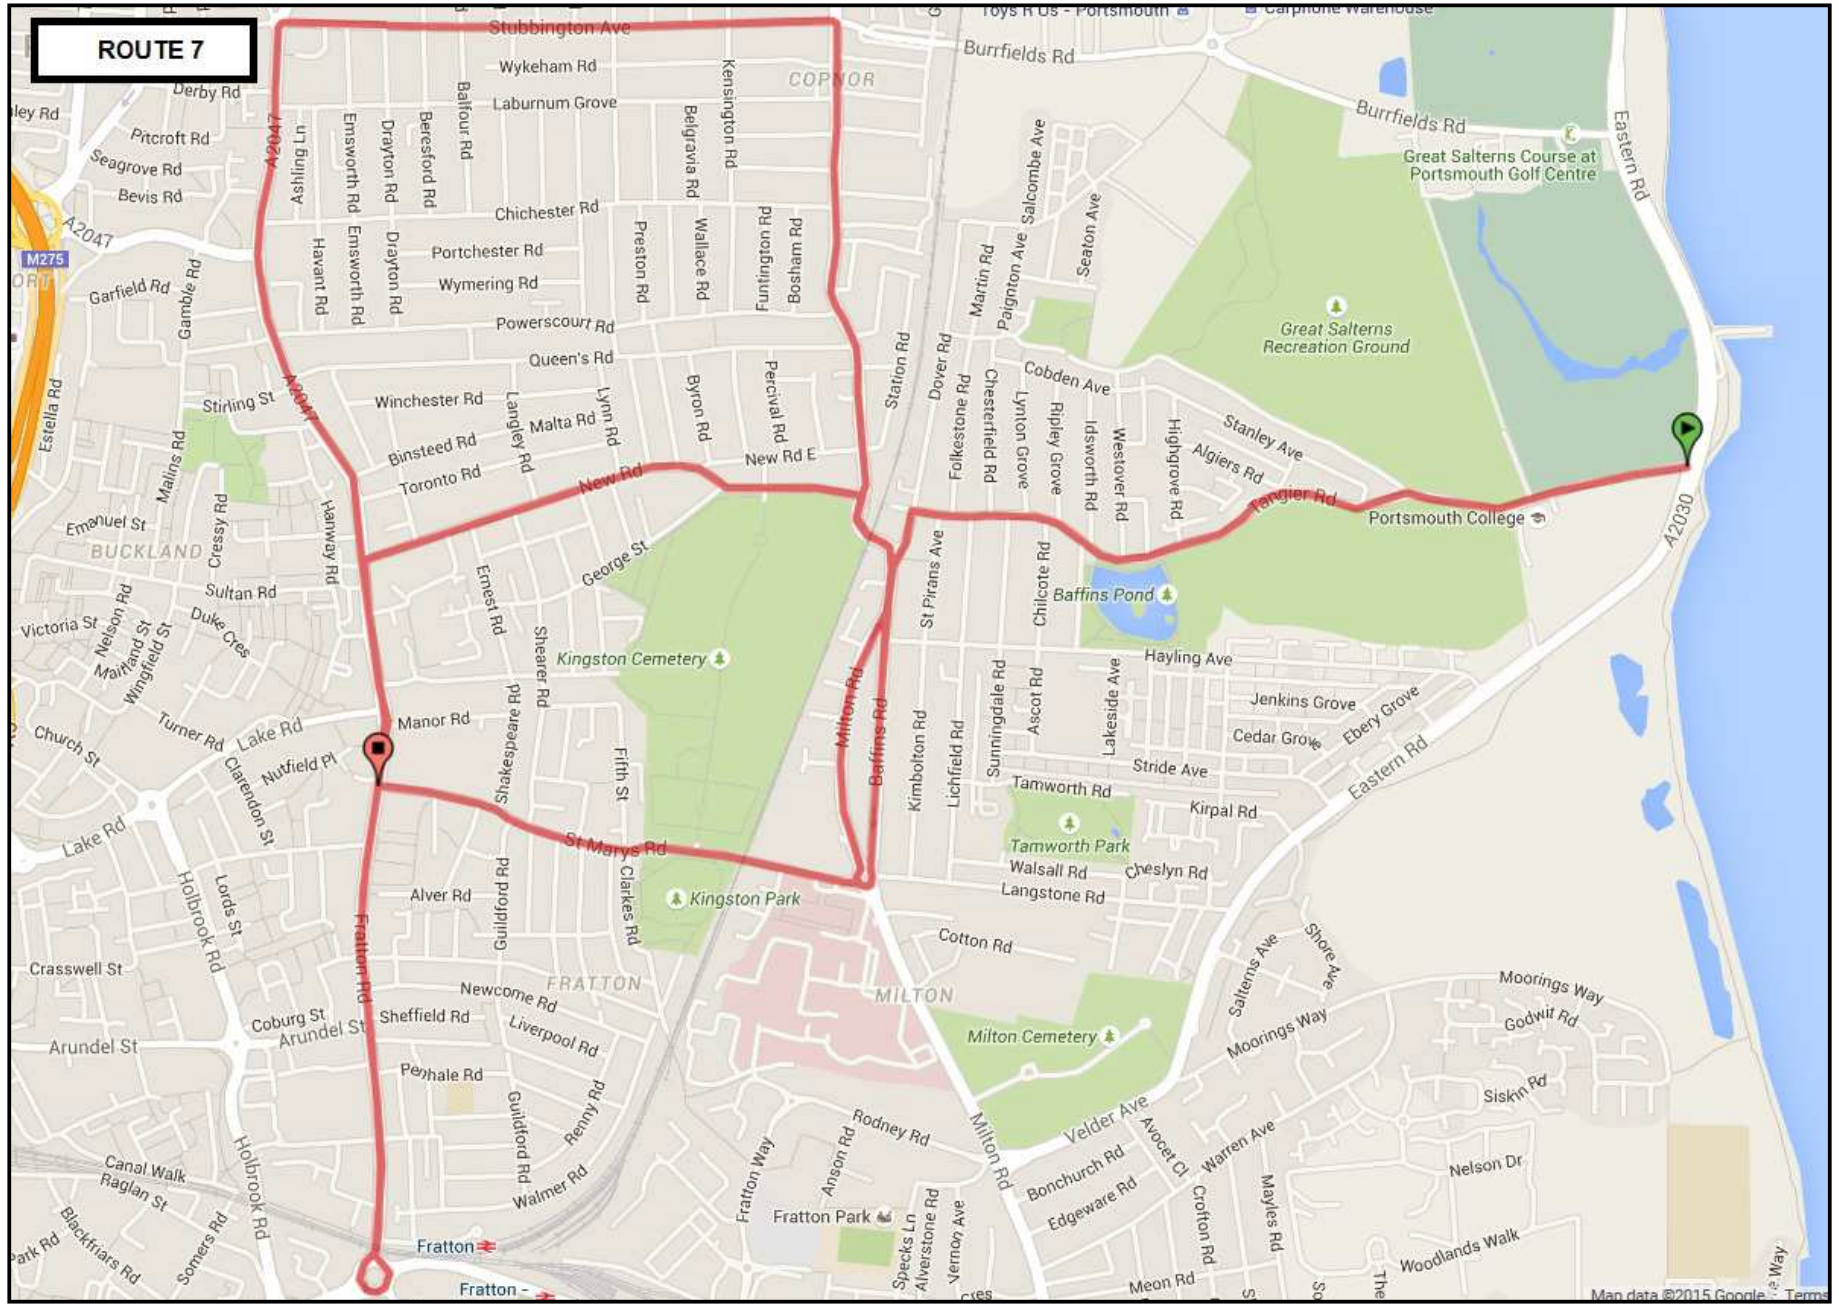 ROUTE 7
Stubbington Ave
Toys R Us - Portsmouth
Carphone Warehouse
Burrfields Rd
Wykeham Rd
COPNOR
Derby Rd
Laburnum Grove
Kensington Rd
Balfour Rd
Belgravia Rd
Burrfields Rd
Eastern Rd
ley Rd
Pitcroft Rd
A2047
Ashling Ln
Emsworth Rd
Drayton Rd
Beresford Rd
Salcombe Ave
Great Salterns Course at
Portsmouth Golf Centre
Seagrove Rd
Bevis Rd
Chichester Rd
A2047
M275
Portchester Rd
Wymering Rd
Havant Rd
Emsworth Rd
Drayton Rd
Preston Rd
Wallace Rd
Frattington Rd
Bosham Rd
Martin Rd
Paignton Ave
Seaton Ave
Garfield Rd
Gamble Rd
Powerscourt Rd
Queen's Rd
Great Salterns
Recreation Ground
Station Rd
Dover Rd
Cobden Ave
Estella Rd
Stirling St
A2047
Winchester Rd
Langley Rd
Malta Rd
Lynn Rd
Byron Rd
Percival Rd
Folkestone Rd
Chesterfield Rd
Lynton Grove
Ripley Grove
Idsworth Rd
Westover Rd
Highgrove Rd
Stanley Ave
Algiers Rd
Binsteed Rd
Toronto Rd
New Rd
New Rd E
Malins Rd
Tangier Rd
Portsmouth College
A2030
Emanuel St
BUCKLAND
Cressy Rd
Hanway Rd
George St
Ernest Rd
St Pirans Ave
Chilcote Rd
Baffins Pond
Sultan Rd
Victoria St
Nelson Rd
Maitland St
Wingfield St
Duke Cres
Shearer Rd
Kingston Cemetery
Hayling Ave
Milton Rd
Baffins Rd
Kimbolton Rd
Lichfield Rd
Sunningdale Rd
Ascot Rd
Lakeside Ave
Jenkins Grove
Cedar Grove
Ebery Grove
Church St
Turner Rd
Lake Rd
Manor Rd
Shakespeare Rd
Nutfield Pl
Clarendon St
Fifth St
Stride Ave
Eastern Rd
Tamworth Rd
Kirpal Rd
Lake Rd
St Marys Rd
Tamworth Park
Walsall Rd
Cheslyn Rd
Langstone Rd
Holbrook Rd
Lords St
Alver Rd
Guildford Rd
Clarkes Rd
Kingston Park
Cotton Rd
Fratton Rd
Salterns Ave
Shore Ave
Crasswell St
FRATTON
MILTON
Newcome Rd
Moorings Way
Godwit Rd
Coburg St
Arundel St
Sheffield Rd
Liverpool Rd
Milton Cemetery
Moorings Way
Arundel St
Penhale Rd
Guildford Rd
Renny Rd
Siskin Rd
Rodney Rd
Velder Ave
Avocet Cl
Warren Ave
Holbrook Rd
Canal Walk
Raglan St
Fratton Way
Anson Rd
Milton Rd
Bonchurch Rd
Nelson Dr
Walmer Rd
Edgeware Rd
Crofton Rd
Mayles Rd
Blackfriars Rd
Somers Rd
Park Rd
Fratton Park
Specks Ln
Alverstone Rd
Vernon Ave
Fratton
Woodlands Walk
Fratton -
Meon Rd
The
Map data ©2015 Google
Terms